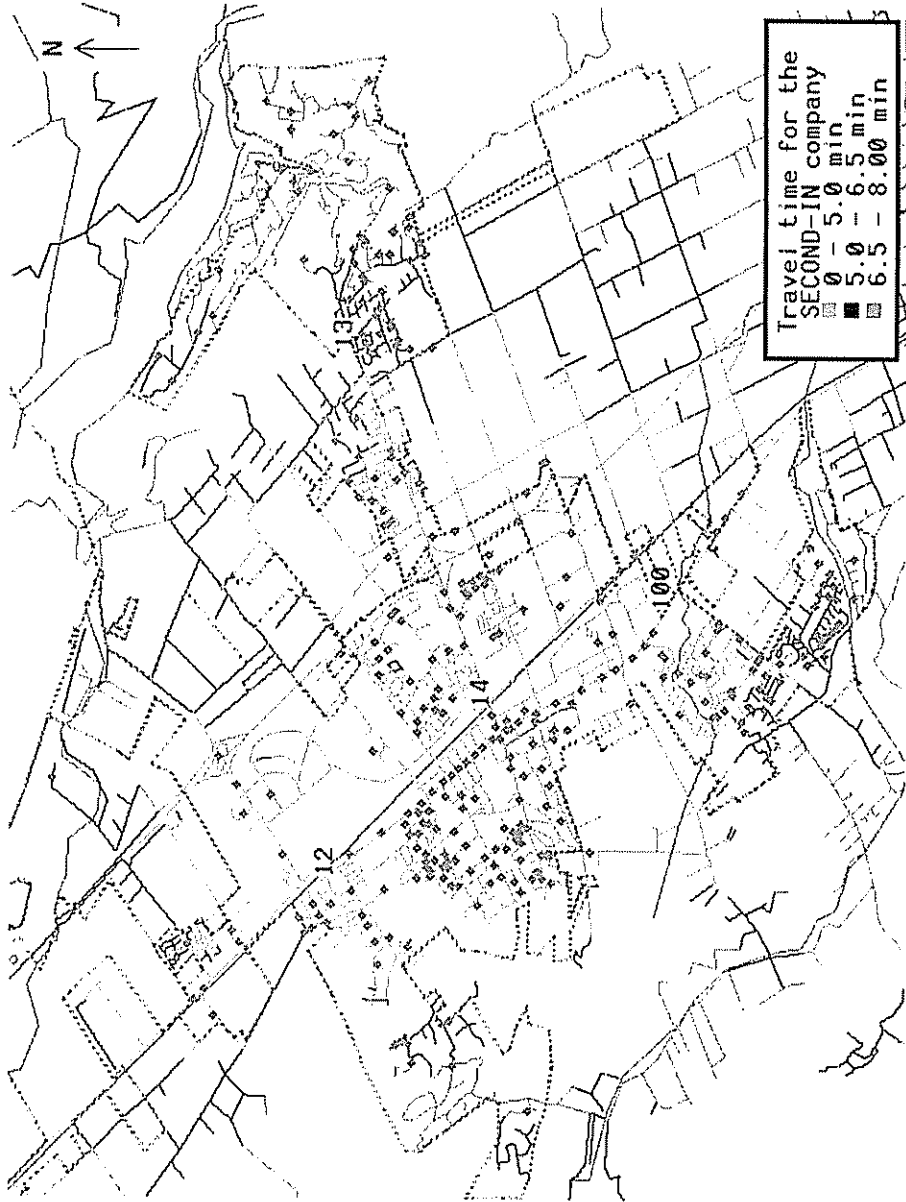 N
13
12
14
100
Travel time for the
SECOND-IN company
0 - 5.0 min
5.0 - 6.5 min
6.5 - 8.00 min